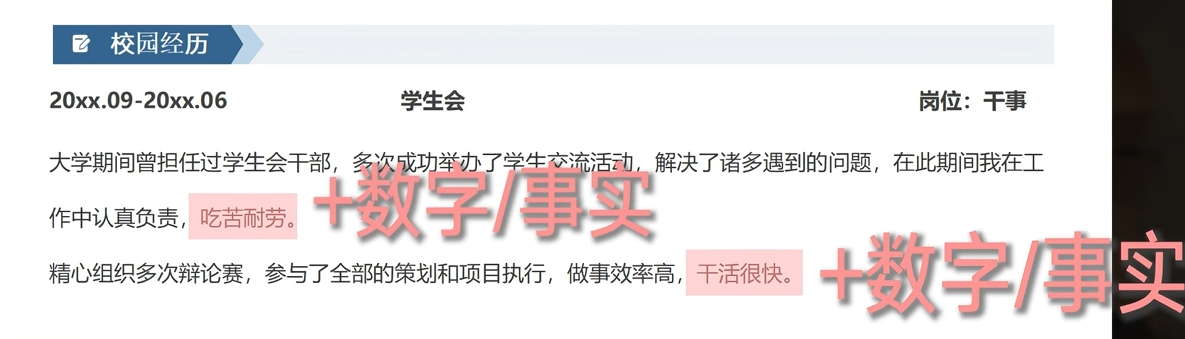 校园经历
20xx.09-20xx.06 学生会 岗位：干事
大学期间曾担任过学生会干部，多次成功举办了学生交流活动，解决了诸多遇到的问题，在此期间我在工
作中认真负责，吃苦耐劳。
+数字/事实
精心组织多次辩论赛，参与了全部的策划和项目执行，做事效率高，干活很快。
+数字/事实